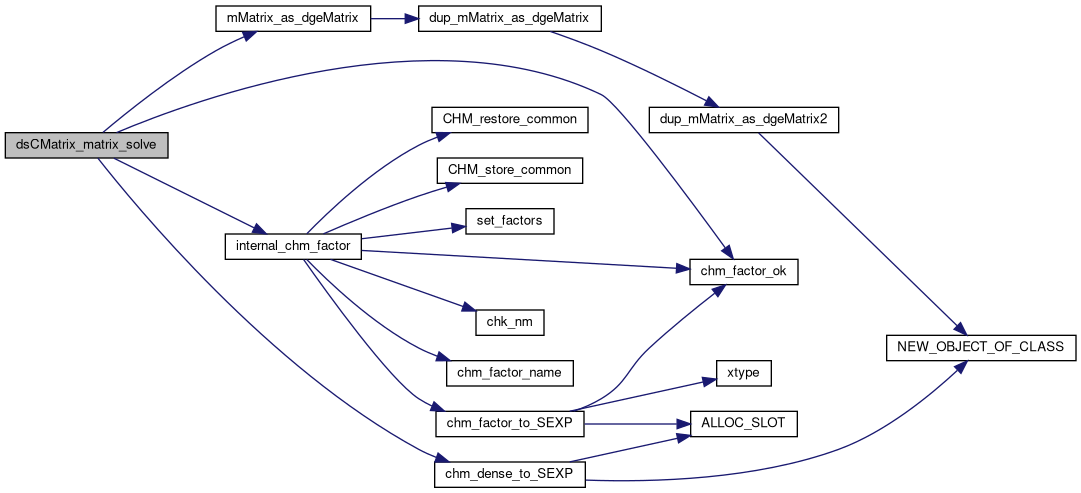 mMatrix_as_dgeMatrix
dup_mMatrix_as_dgeMatrix
CHM_restore_common
dup_mMatrix_as_dgeMatrix2
dsCMatrix_matrix_solve
CHM_store_common
set_factors
internal_chm_factor
chm_factor_ok
chk_nm
NEW_OBJECT_OF_CLASS
chm_factor_name
xtype
chm_factor_to_SEXP
ALLOC_SLOT
chm_dense_to_SEXP